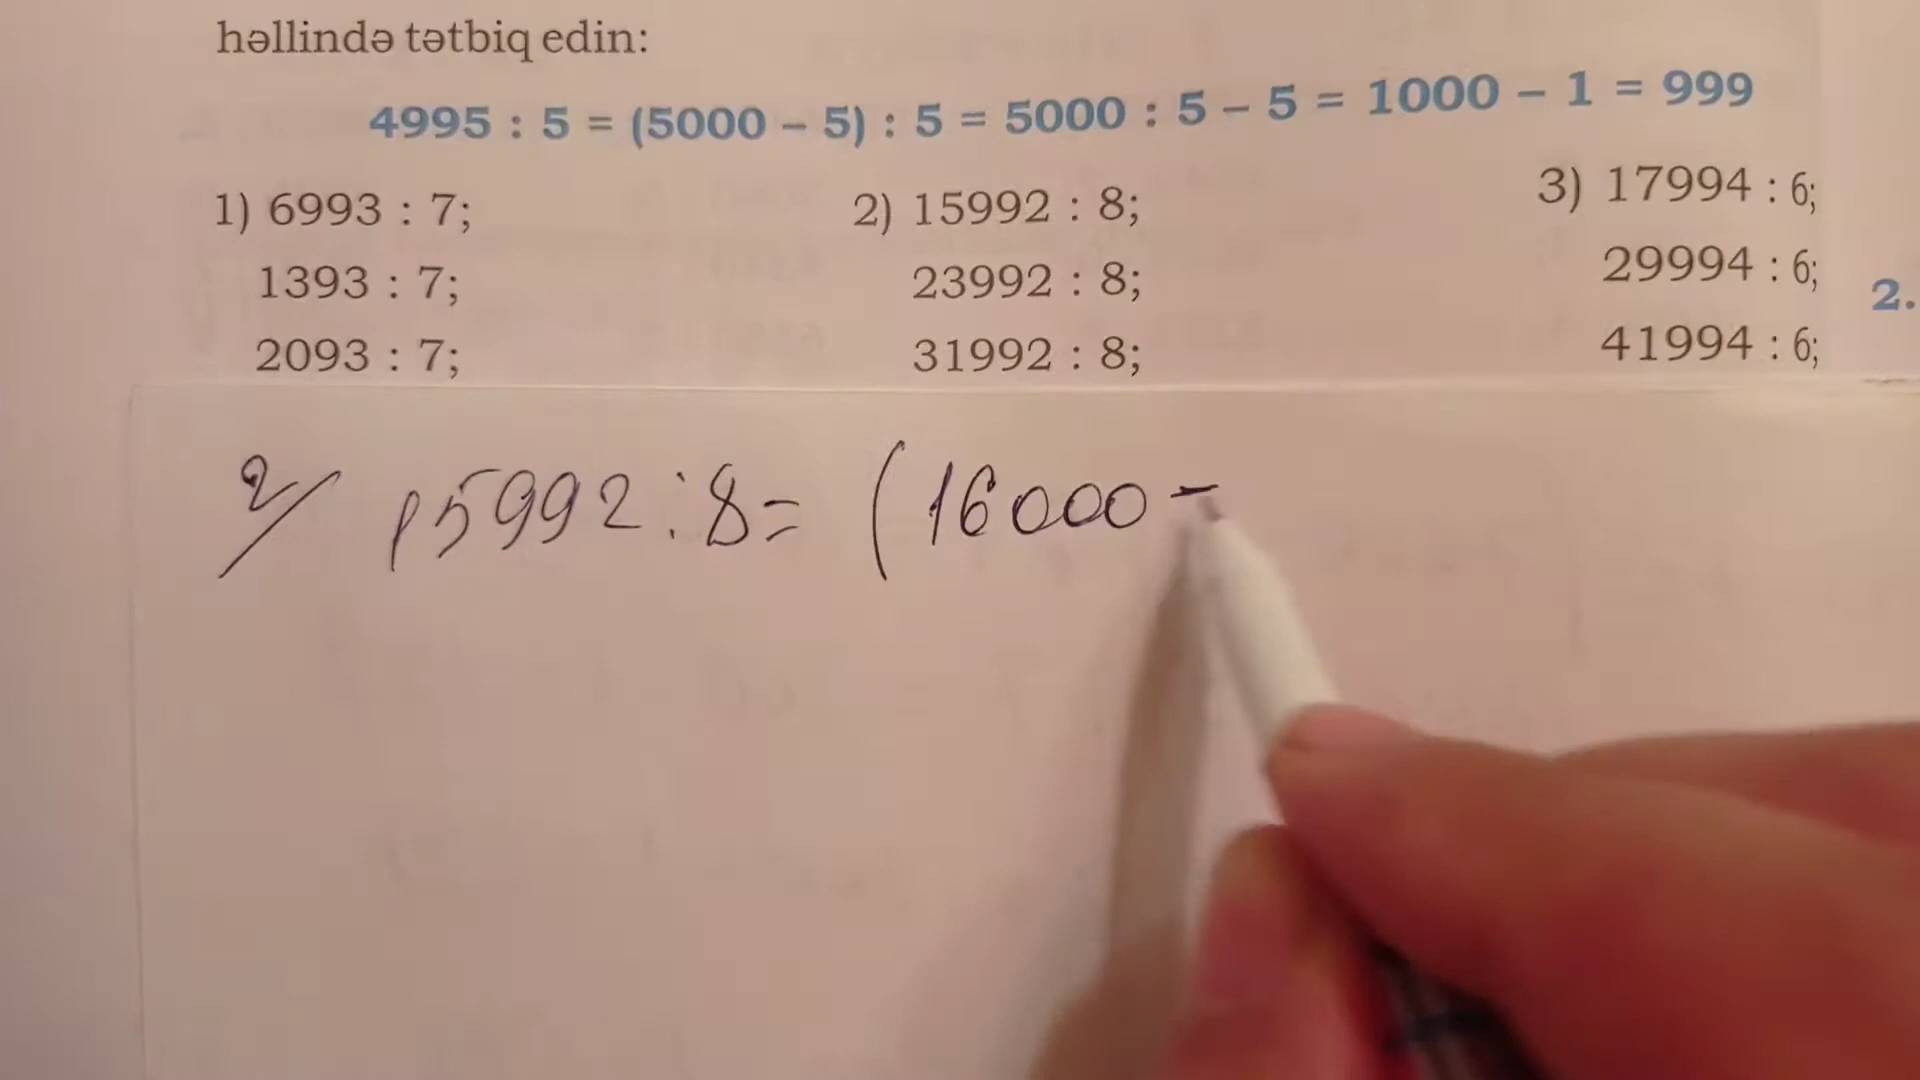 həllində tətbiq edin:
4995 : 5 = (5000 – 5) : 5 = 5000 : 5 – 5 = 1000 – 1 = 999
1) 6993 : 7; 2) 15992 : 8; 3) 17994 : 6;
1393 : 7; 23992 : 8; 29994 : 6;
2.
2093 : 7; 31992 : 8; 41994 : 6;
2/ 15992 : 8 = (16000 –